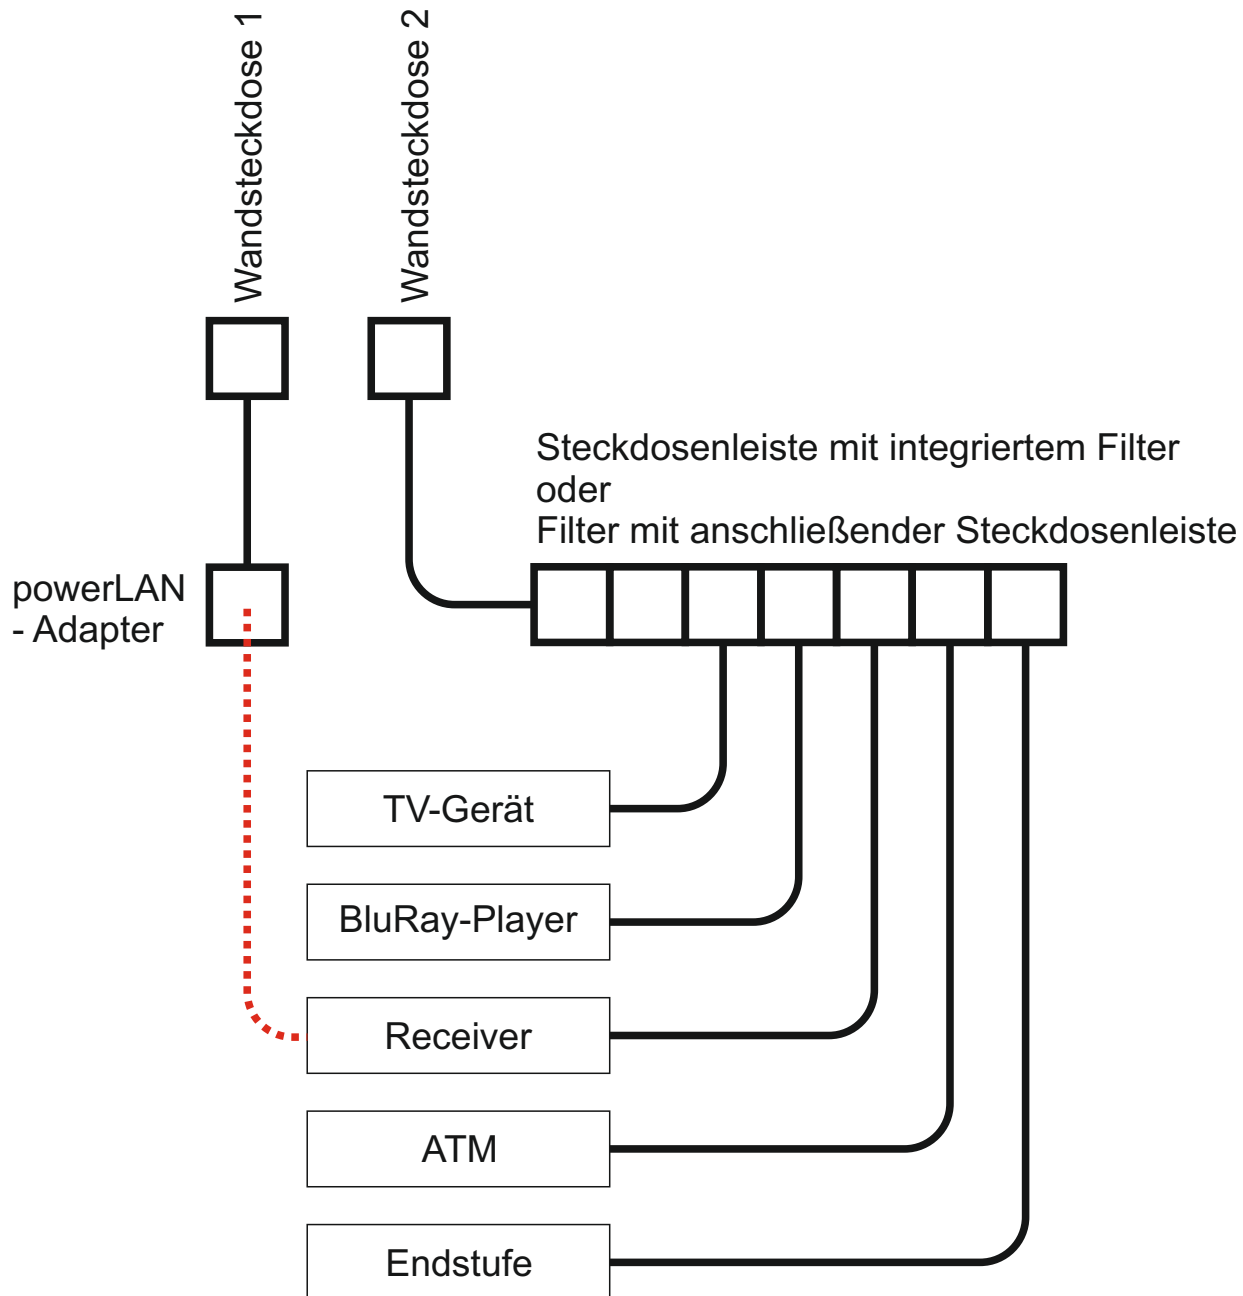 Wandsteckdose 1
Wandsteckdose 2
Steckdosenleiste mit integriertem Filter
oder
Filter mit anschließender Steckdosenleiste
powerLAN
- Adapter
TV-Gerät
BluRay-Player
Receiver
ATM
Endstufe